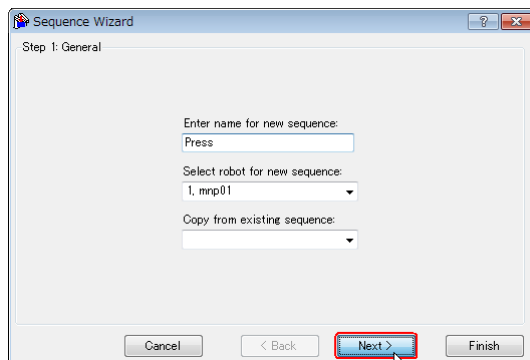 Sequence Wizard
Step 1: General
Enter name for new sequence:
Press
Select robot for new sequence:
1, mnp01
Copy from existing sequence:
Cancel < Back Next > Finish